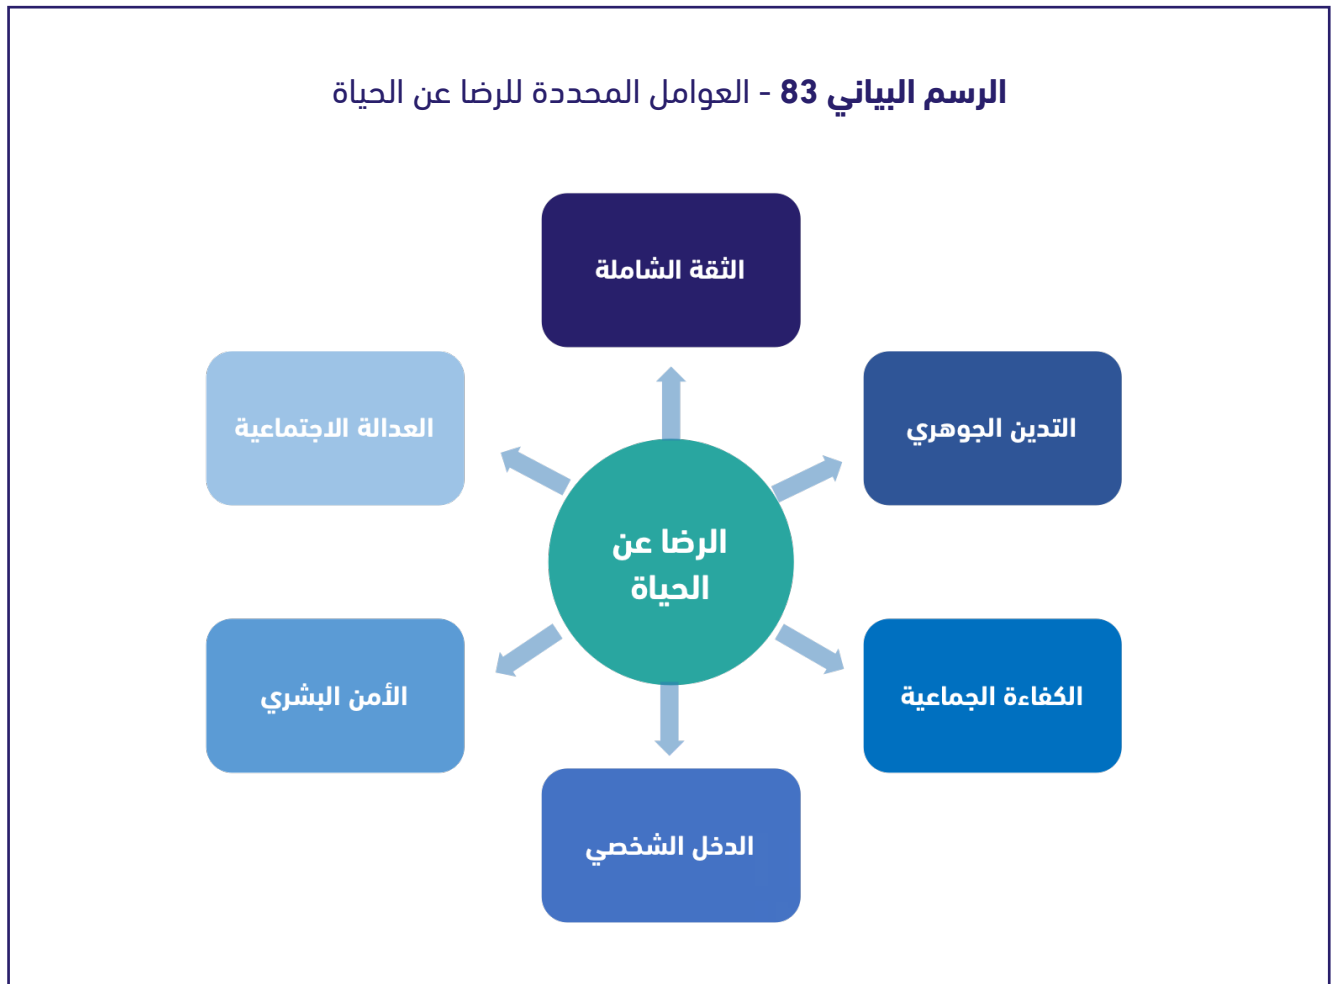 الرسم البياني 83 - العوامل المحددة للرضا عن الحياة
الثقة الشاملة
التدين الجوهري
العدالة الاجتماعية
الرضا عن
الحياة
الكفاءة الجماعية
الأمن البشري
الدخل الشخصي